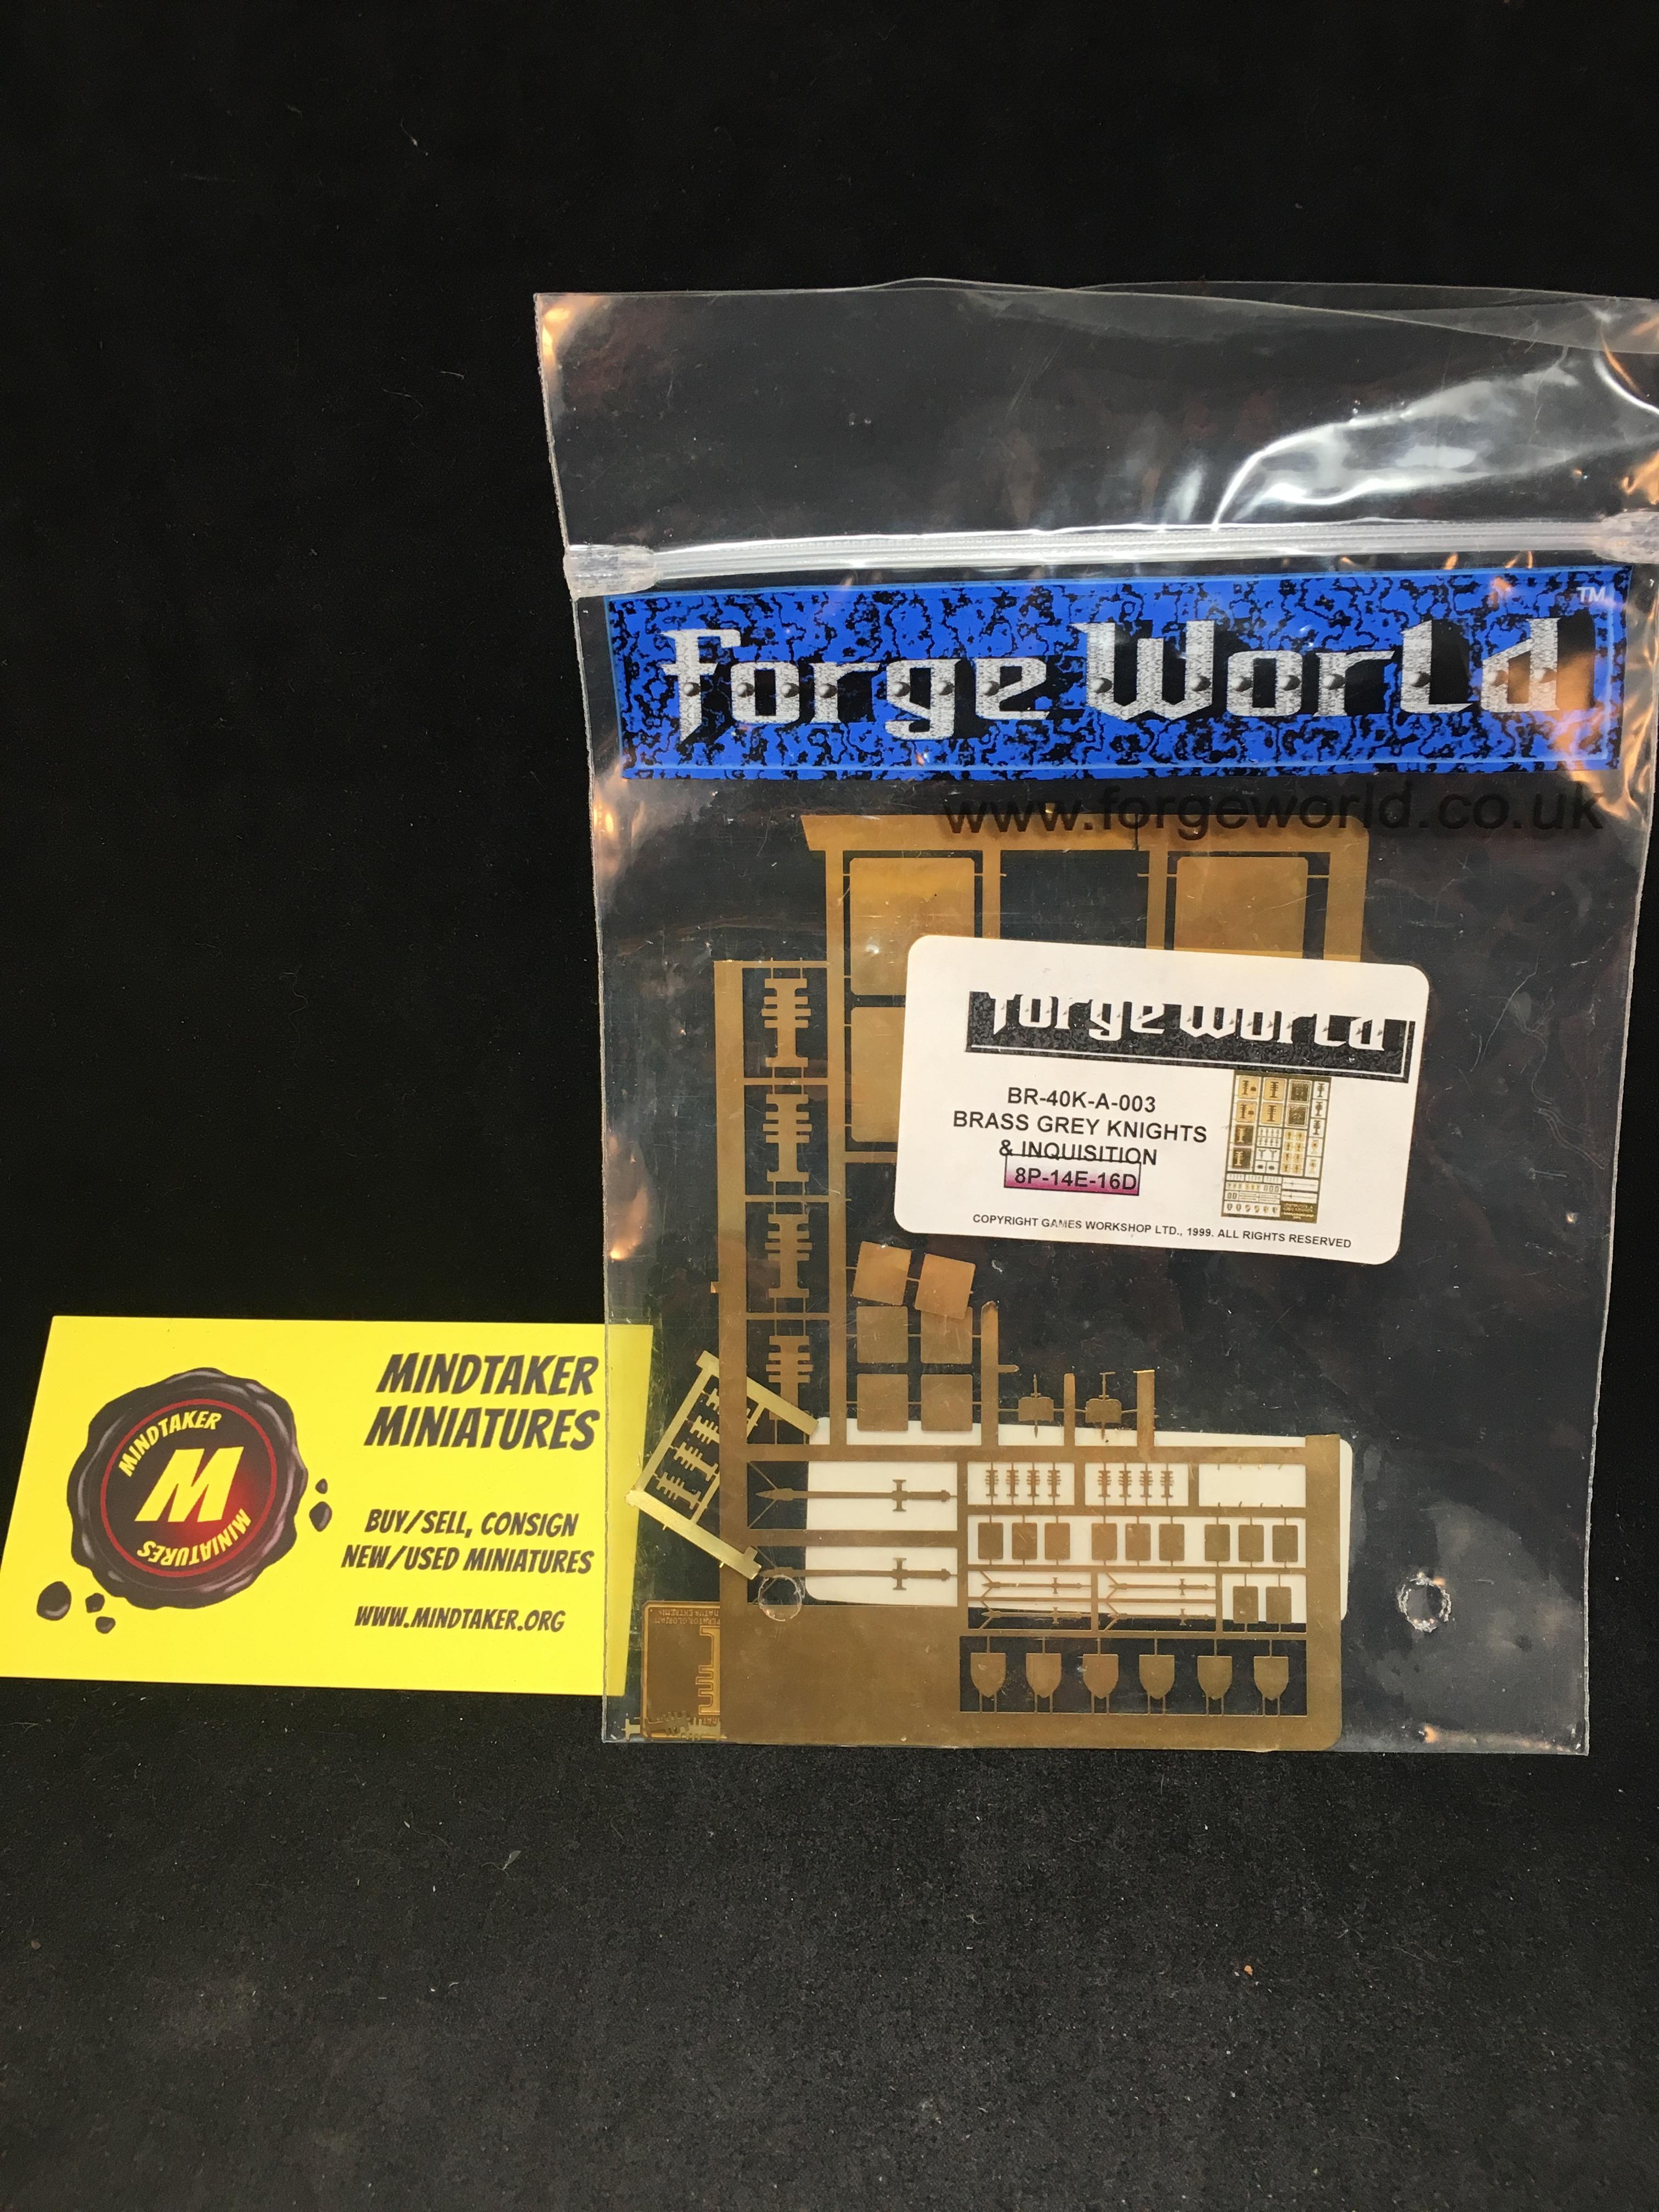 forge World
TM
www.forgeworld.co.uk
forge world
BR-40K-A-003
BRASS GREY KNIGHTS
& INQUISITION
8P-14E-16D
COPYRIGHT GAMES WORKSHOP LTD., 1999. ALL RIGHTS RESERVED
MINDTAKER
MINIATURES
MINDTAKER
M
MINIATURES
BUY/SELL, CONSIGN
NEW/USED MINIATURES
WWW.MINDTAKER.ORG